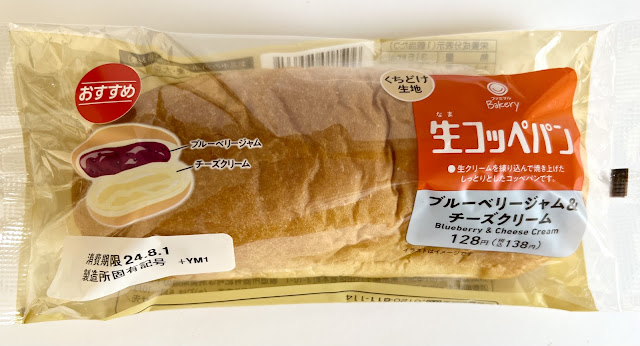 おすすめ
ブルーベリージャム
チーズクリーム
くちどけ
生地
ファミマル
Bakery
なま
生コッペパン
●生クリームを練り込んで焼き上げた
しっとりとしたコッペパンです。
ブルーベリージャム&
チーズクリーム
Blueberry & Cheese Cream
128円(税込138円)
消費期限 24.8.1
製造所固有記号 +YM1